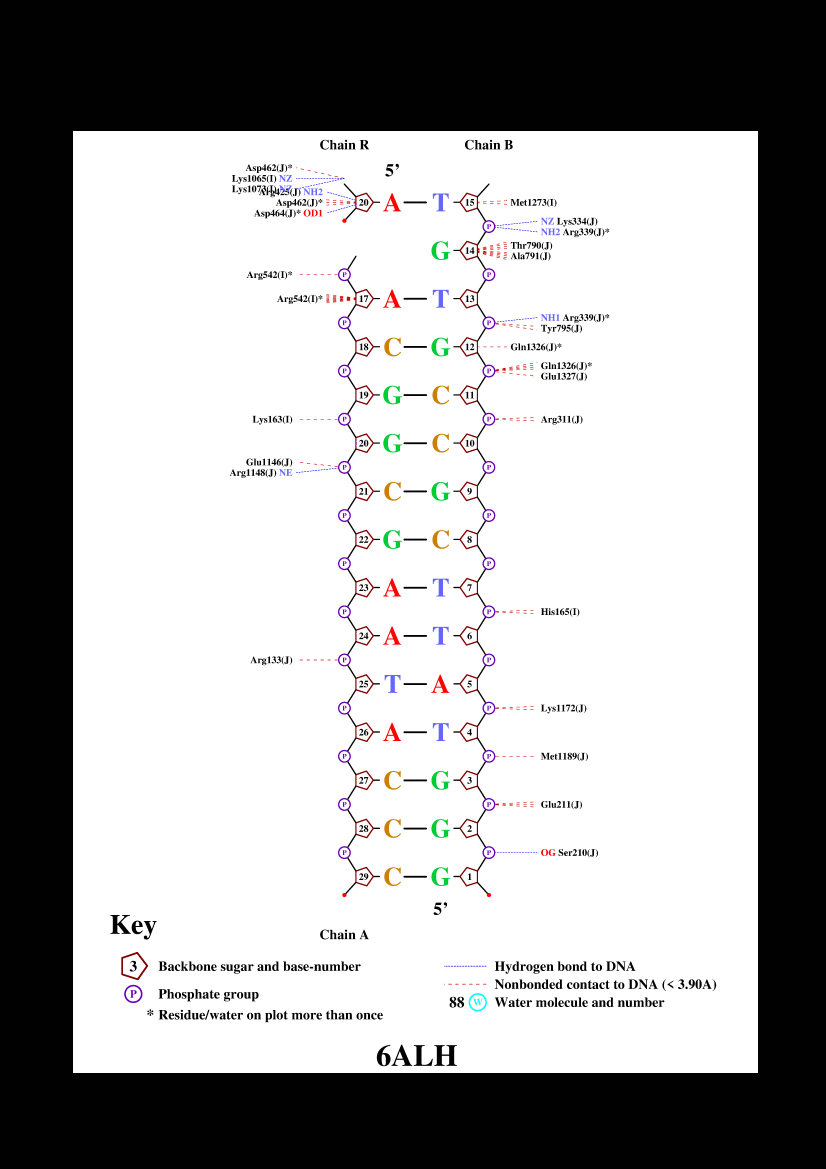 Chain R Chain B
5’
Asp462(J)*
Lys1065(I) NZ
Lys1073(J) NZ
Arg425(J) NH2
Asp462(J)* 20 A T 15 Met1273(I)
Asp464(J)* OD1
P NZ Lys334(J)
NH2 Arg339(J)*
G 14 Thr790(J)
Ala791(J)
Arg542(I)* P P
Arg542(I)* 17 A T 13
P P NH1 Arg339(J)*
Tyr795(J)
18 C G 12 Gln1326(J)*
P P Gln1326(J)*
Glu1327(J)
19 G C 11
Lys163(I) P P Arg311(J)
20 G C 10
Glu1146(J) P P
Arg1148(J) NE
21 C G 9
P P
22 G C 8
P P
23 A T 7
P P His165(I)
24 A T 6
Arg133(J) P P
25 T A 5
P P Lys1172(J)
26 A T 4
P P Met1189(J)
27 C G 3
P P Glu211(J)
28 C G 2
P P OG Ser210(J)
29 C G 1
5’
Key
Chain A
3 Backbone sugar and base-number
P Phosphate group
* Residue/water on plot more than once
Hydrogen bond to DNA
Nonbonded contact to DNA (< 3.90A)
88 W Water molecule and number
6ALH